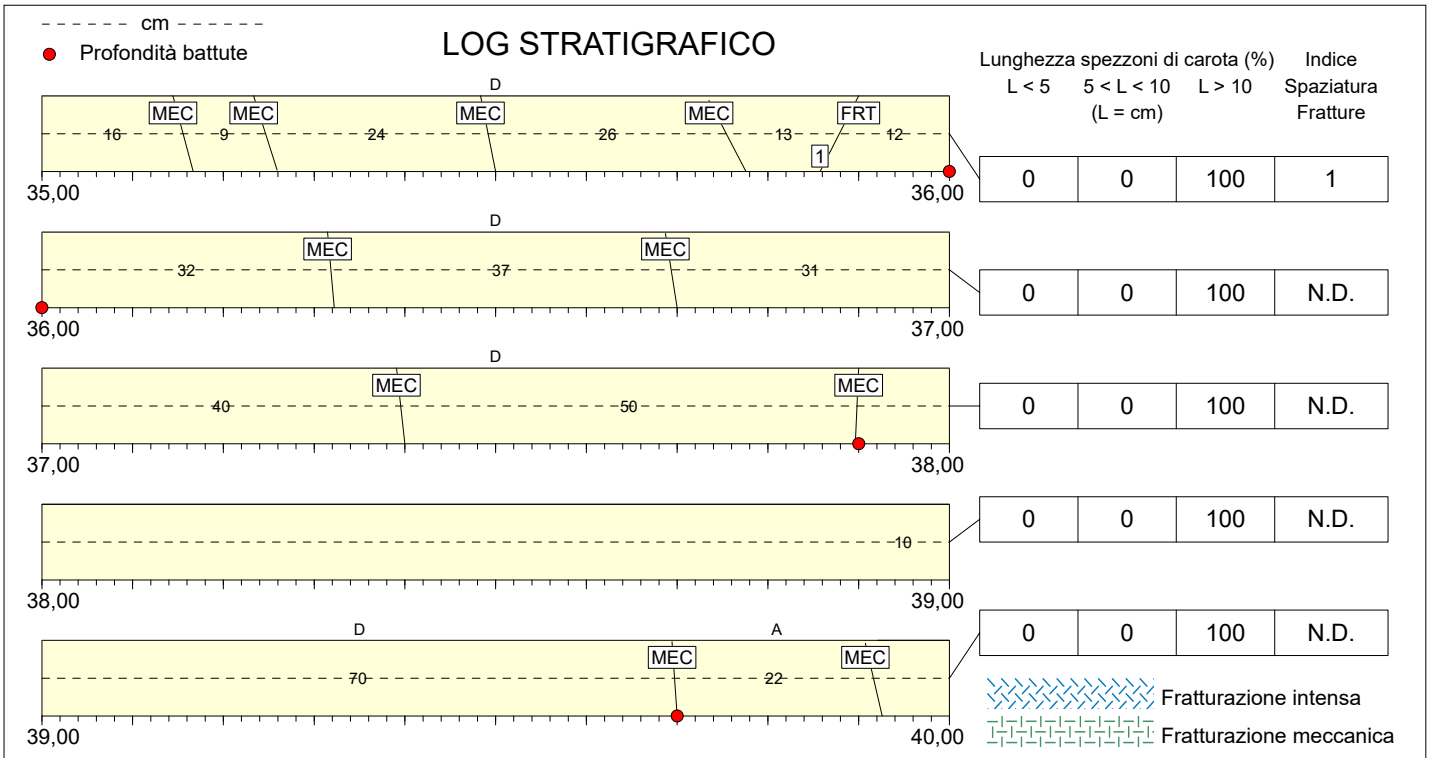 cm
Profondità battute
LOG STRATIGRAFICO
Lunghezza spezzoni di carota (%) Indice
L < 5 5 < L < 10 L > 10 Spaziatura
(L = cm) Fratture
D
MEC MEC MEC MEC FRT
16 9 24 26 13 12
1
35,00 36,00
0 0 100 1
D
MEC MEC
32 37 31
36,00 37,00
0 0 100 N.D.
D
MEC MEC
40 50
37,00 38,00
0 0 100 N.D.
10
38,00 39,00
0 0 100 N.D.
D A
MEC MEC
70 22
39,00 40,00
0 0 100 N.D.
Fratturazione intensa
Fratturazione meccanica